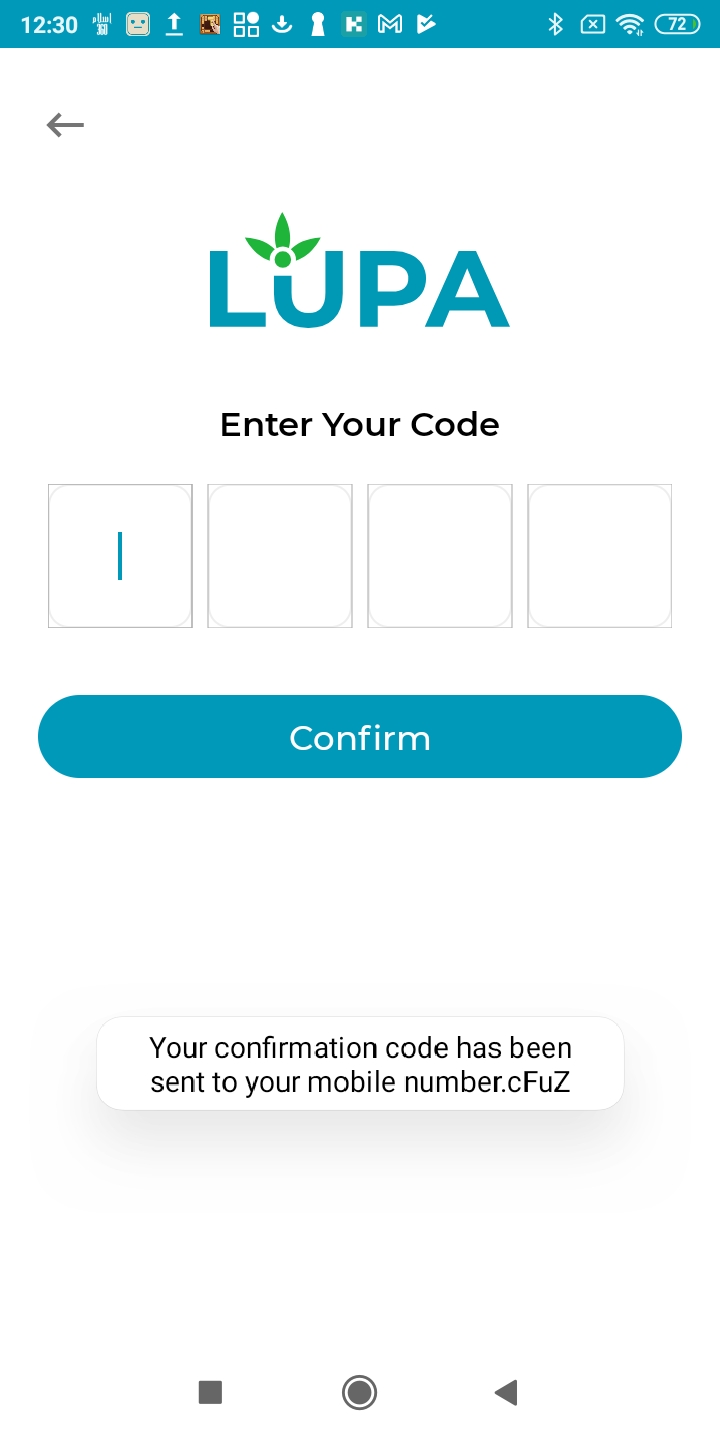 12:30
72
LUPA
Enter Your Code
Confirm
Your confirmation code has been
sent to your mobile number.cFuZ